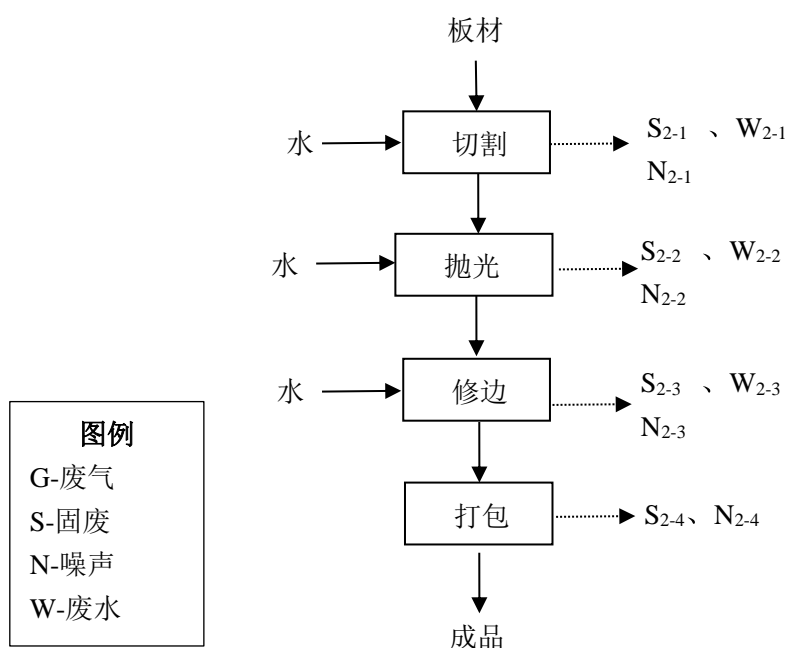 板材
水 切割 S2-1 、W2-1
N2-1
水 抛光 S2-2 、W2-2
N2-2
水 修边 S2-3 、W2-3
N2-3
打包 S2-4、N2-4
成品
图例
G-废气
S-固废
N-噪声
W-废水